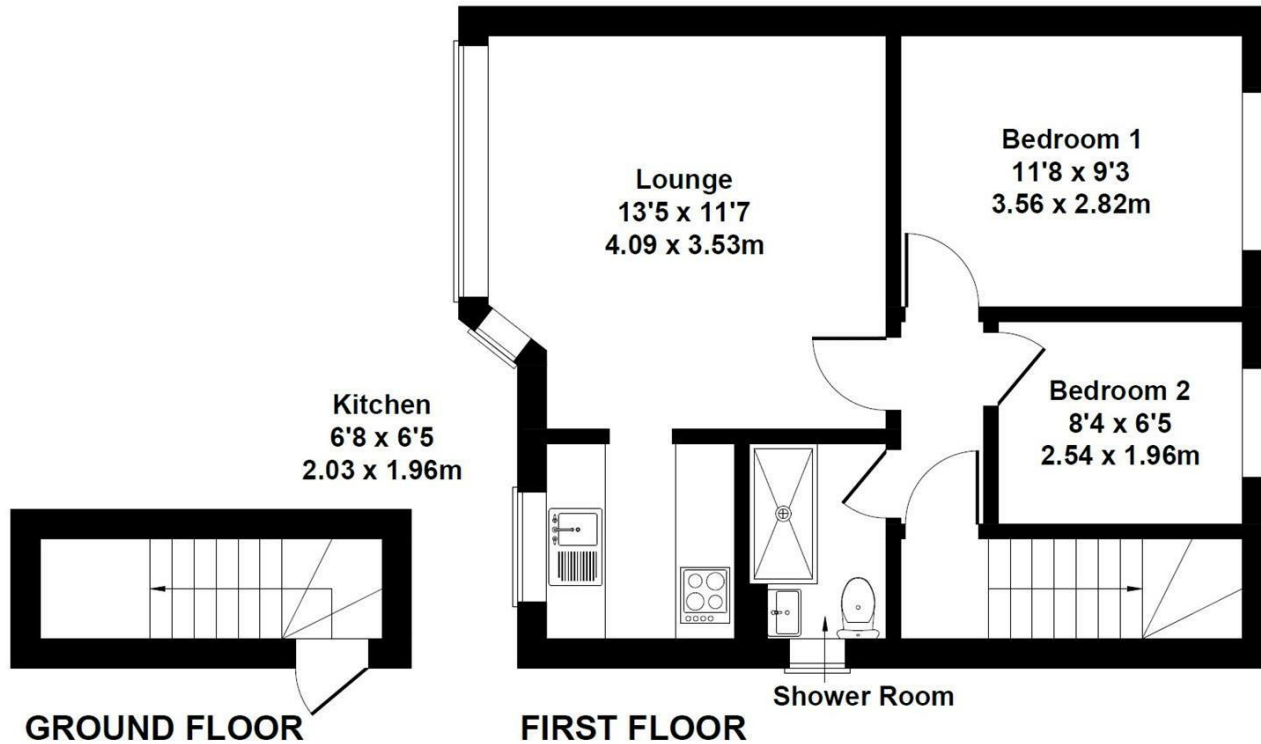 Lounge
13'5 x 11'7
4.09 x 3.53m
Bedroom 1
11'8 x 9'3
3.56 x 2.82m
Kitchen
6'8 x 6'5
2.03 x 1.96m
Bedroom 2
8'4 x 6'5
2.54 x 1.96m
Shower Room
GROUND FLOOR
FIRST FLOOR